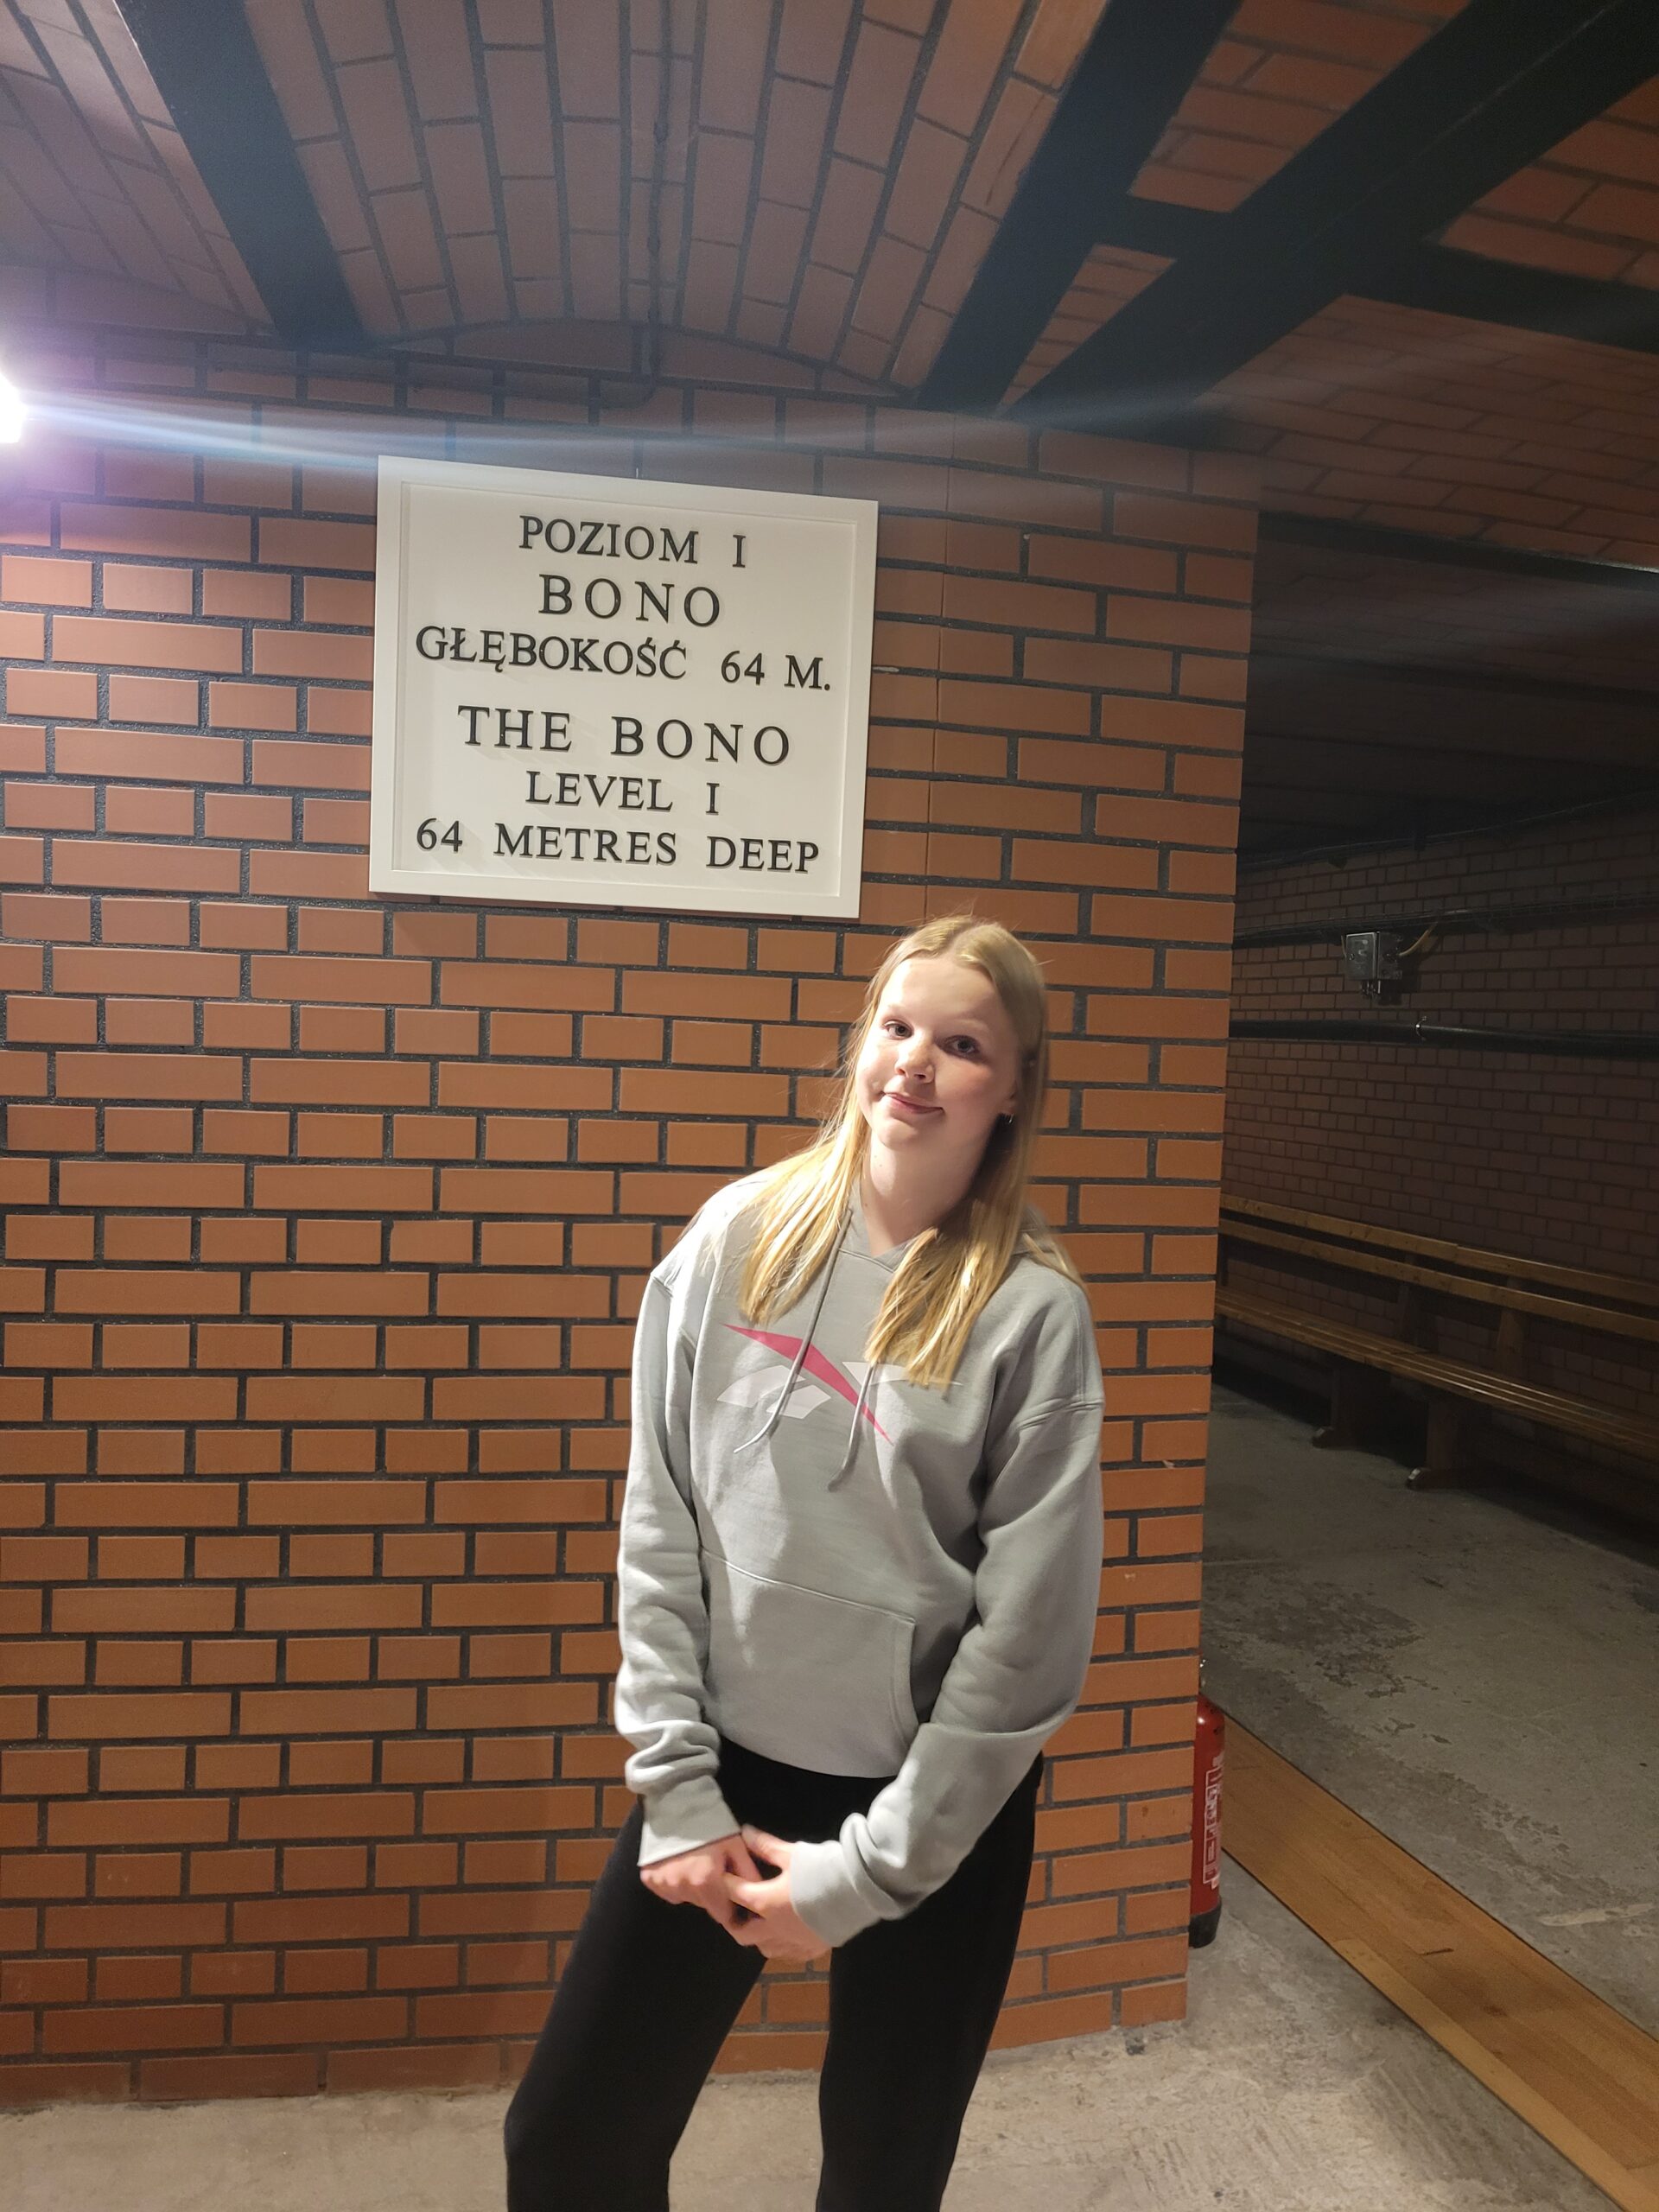 POZIOM I
BONO
GŁĘBOKOŚĆ 64 M.
THE BONO
LEVEL I
64 METRES DEEP